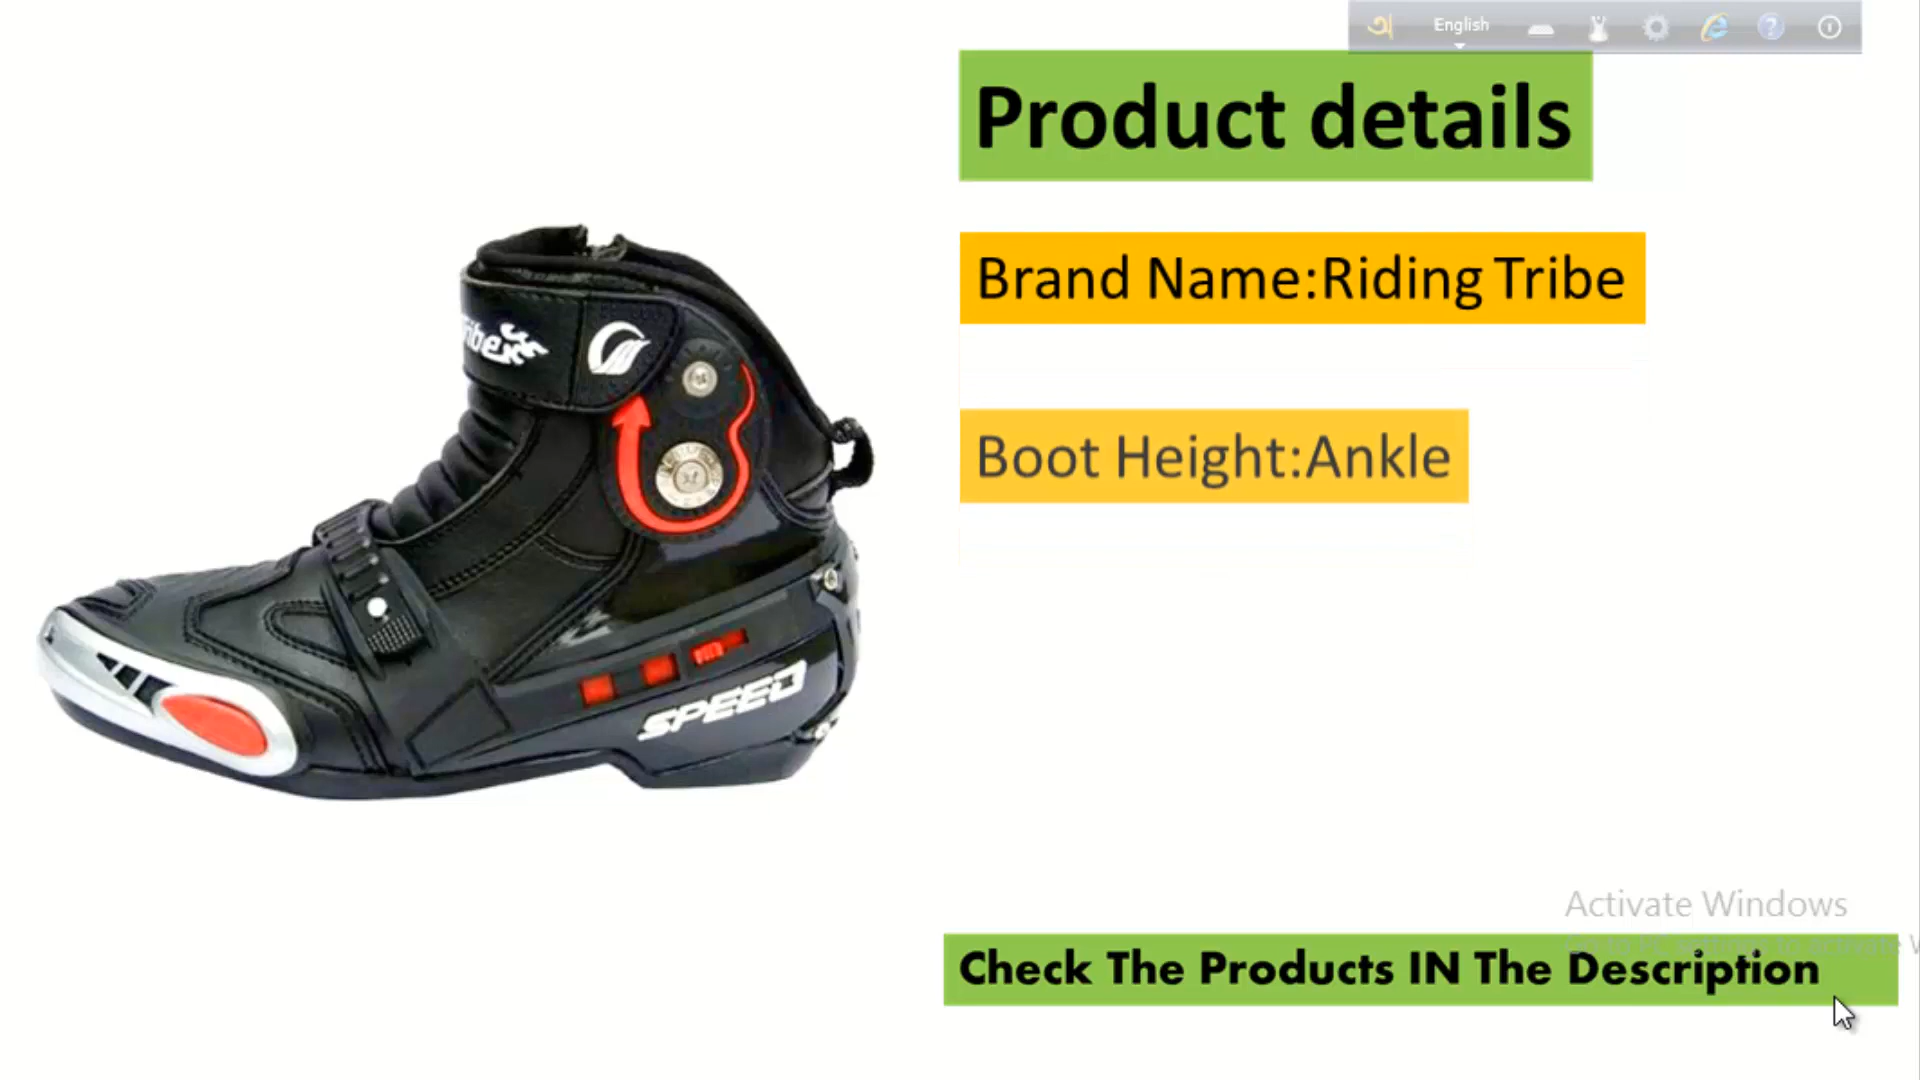 অ English
Product details
Brand Name:Riding Tribe
Boot Height:Ankle
SPEED
Activate Windows
Check The Products IN The Description